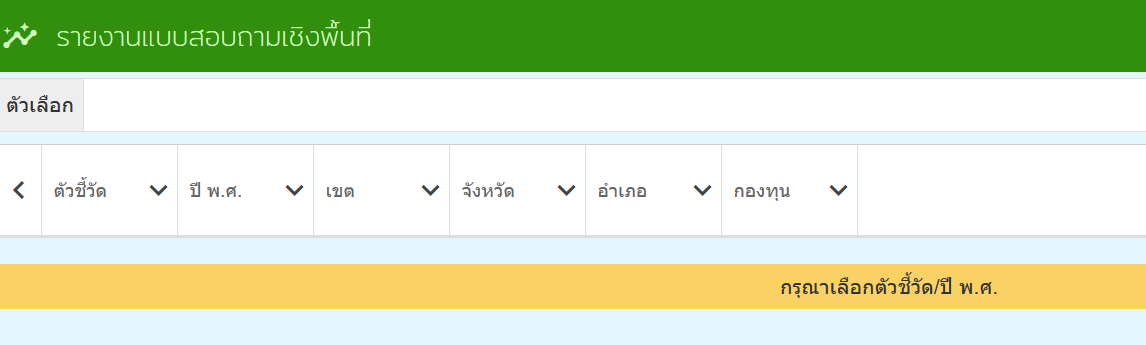 รายงานแบบสอบถามเชิงพื้นที่
ตัวเลือก
ตัวชี้วัด ปี พ.ศ. เขต จังหวัด อำเภอ กองทุน
กรุณาเลือกตัวชี้วัด/ปี พ.ศ.